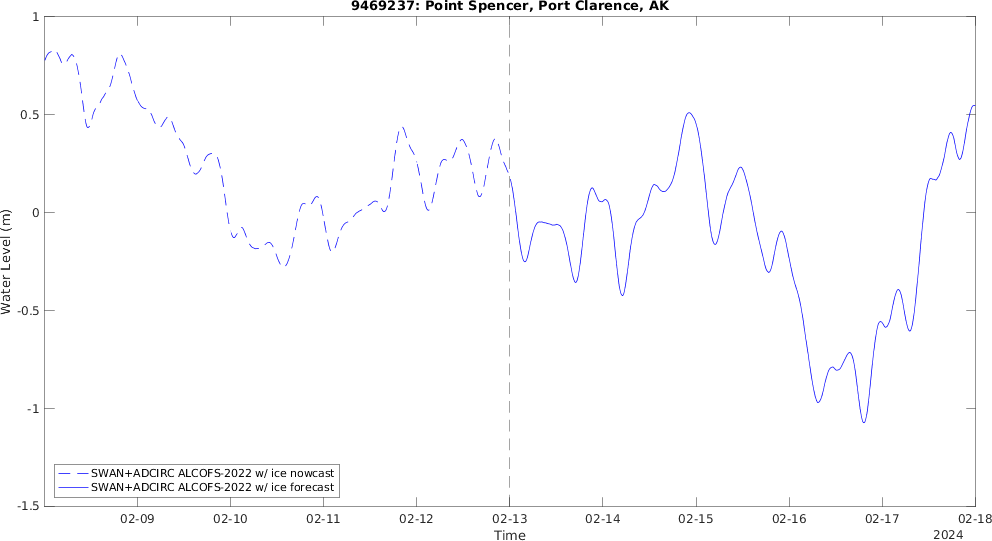 9469237: Point Spencer, Port Clarence, AK
1
0.5
0
-0.5
-1
-1.5
Water Level (m)
SWAN+ADCIRC ALCOFS-2022 w/ ice nowcast
SWAN+ADCIRC ALCOFS-2022 w/ ice forecast
02-09 02-10 02-11 02-12 02-13 02-14 02-15 02-16 02-17 02-18
Time
2024